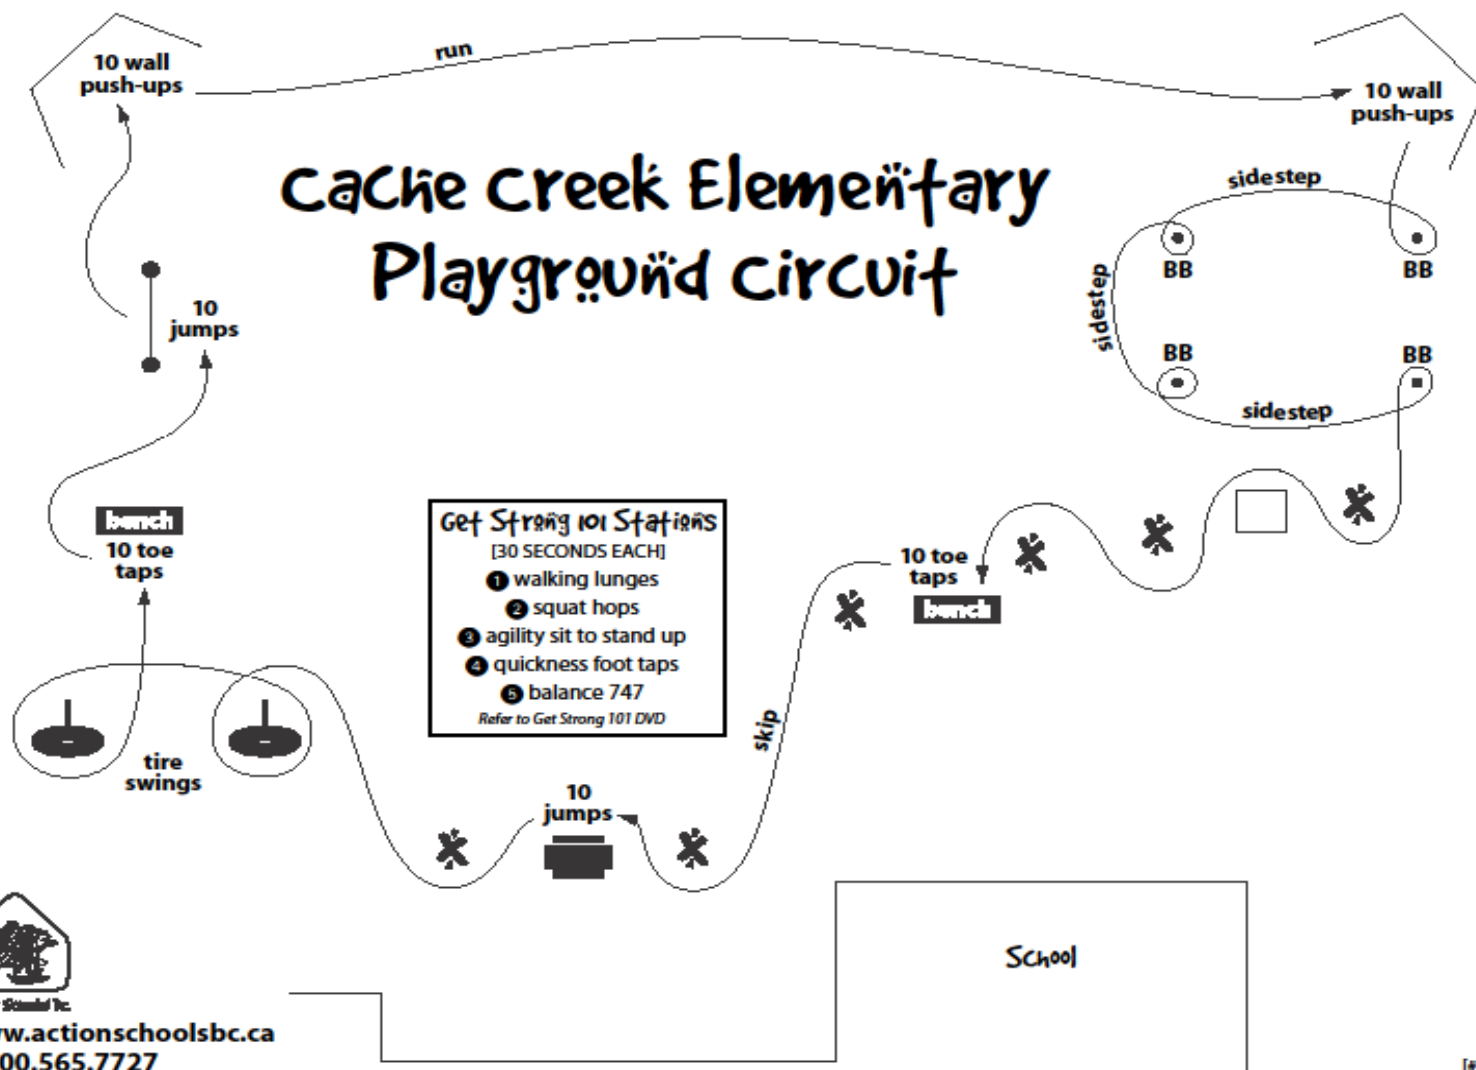 10 wall
push-ups
run
10 wall
push-ups
Cache Creek Elementary
Playground Circuit
sidestep
BB
BB
sidestep
10
jumps
BB
BB
sidestep
bench
10 toe
taps
Get Strong 101 Stations
[30 SECONDS EACH]
1 walking lunges
2 squat hops
3 agility sit to stand up
4 quickness foot taps
5 balance 747
Refer to Get Strong 101 DVD
10 toe
taps
bench
skip
tire
swings
10
jumps
School
w.actionschoolsbc.ca
00.565.7727